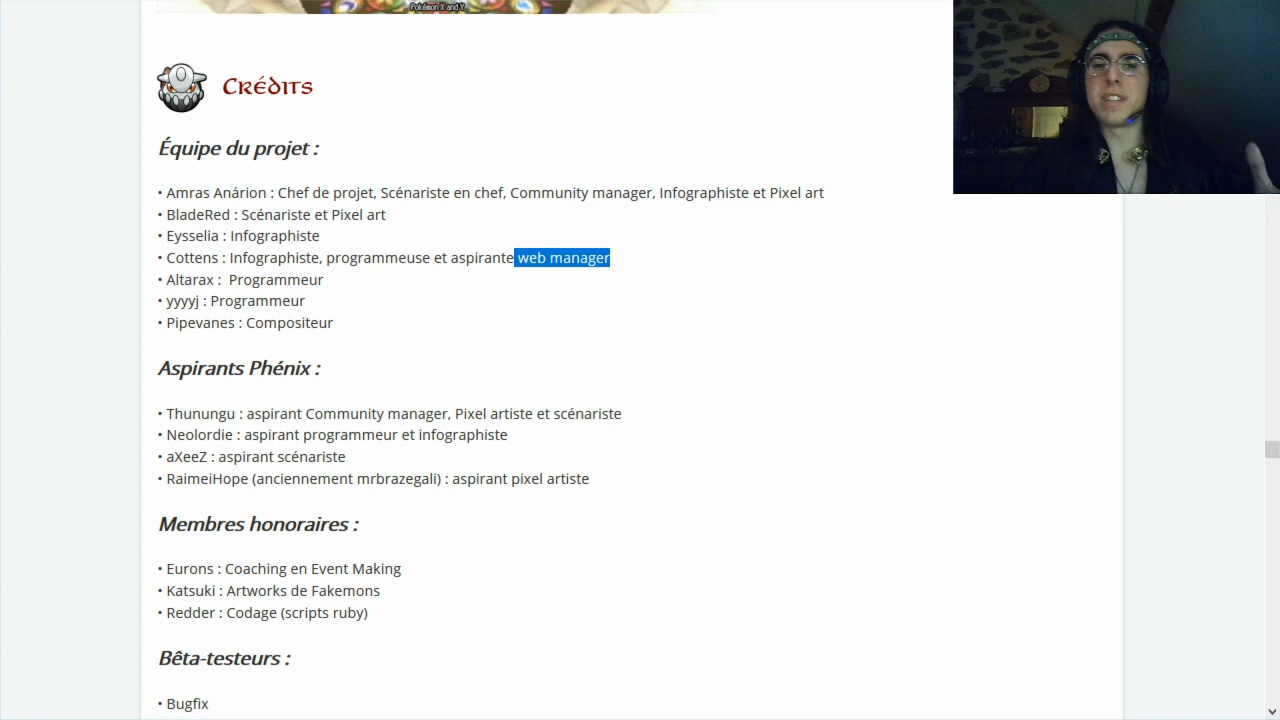 Pokémon X and Y
Crédits
Équipe du projet :
• Amras Anárion : Chef de projet, Scénariste en chef, Community manager, Infographiste et Pixel art
• BladeRed : Scénariste et Pixel art
• Eysselia : Infographiste
• Cottens : Infographiste, programmeuse et aspirante web manager
• Altarax :  Programmeur
• yyyyj : Programmeur
• Pipevanes : Compositeur
Aspirants Phénix :
• Thunungu : aspirant Community manager, Pixel artiste et scénariste
• Neolordie : aspirant programmeur et infographiste
• aXeeZ : aspirant scénariste
• RaimeiHope (anciennement mrbrazegali) : aspirant pixel artiste
Membres honoraires :
• Eurons : Coaching en Event Making
• Katsuki : Artworks de Fakemons
• Redder : Codage (scripts ruby)
Bêta-testeurs :
• Bugfix